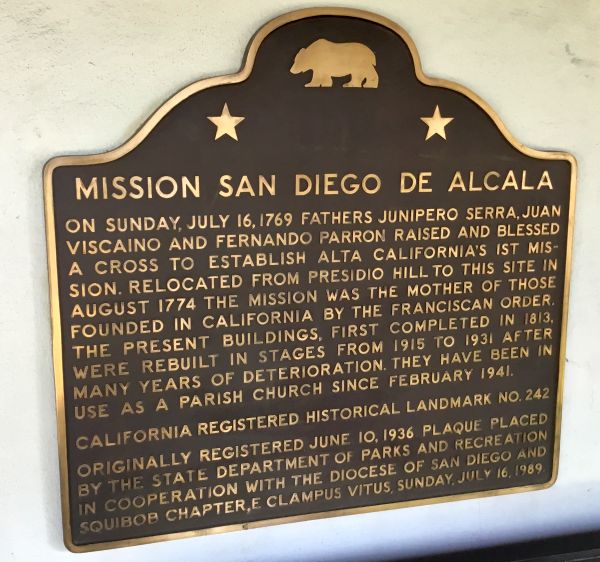 MISSION SAN DIEGO DE ALCALA
ON SUNDAY, JULY 16, 1769 FATHERS JUNIPERO SERRA, JUAN
VISCAINO AND FERNANDO PARRON RAISED AND BLESSED
A CROSS TO ESTABLISH ALTA CALIFORNIA'S 1ST MIS-
SION. RELOCATED FROM PRESIDIO HILL TO THIS SITE IN
AUGUST 1774 THE MISSION WAS THE MOTHER OF THOSE
FOUNDED IN CALIFORNIA BY THE FRANCISCAN ORDER.
THE PRESENT BUILDINGS, FIRST COMPLETED IN 1813,
WERE REBUILT IN STAGES FROM 1915 TO 1931 AFTER
MANY YEARS OF DETERIORATION. THEY HAVE BEEN IN
USE AS A PARISH CHURCH SINCE FEBRUARY 1941.
CALIFORNIA REGISTERED HISTORICAL LANDMARK NO. 242
ORIGINALLY REGISTERED JUNE 10, 1936 PLAQUE PLACED
BY THE STATE DEPARTMENT OF PARKS AND RECREATION
IN COOPERATION WITH THE DIOCESE OF SAN DIEGO AND
SQUIBOB CHAPTER, E CLAMPUS VITUS, SUNDAY, JULY 16, 1989.